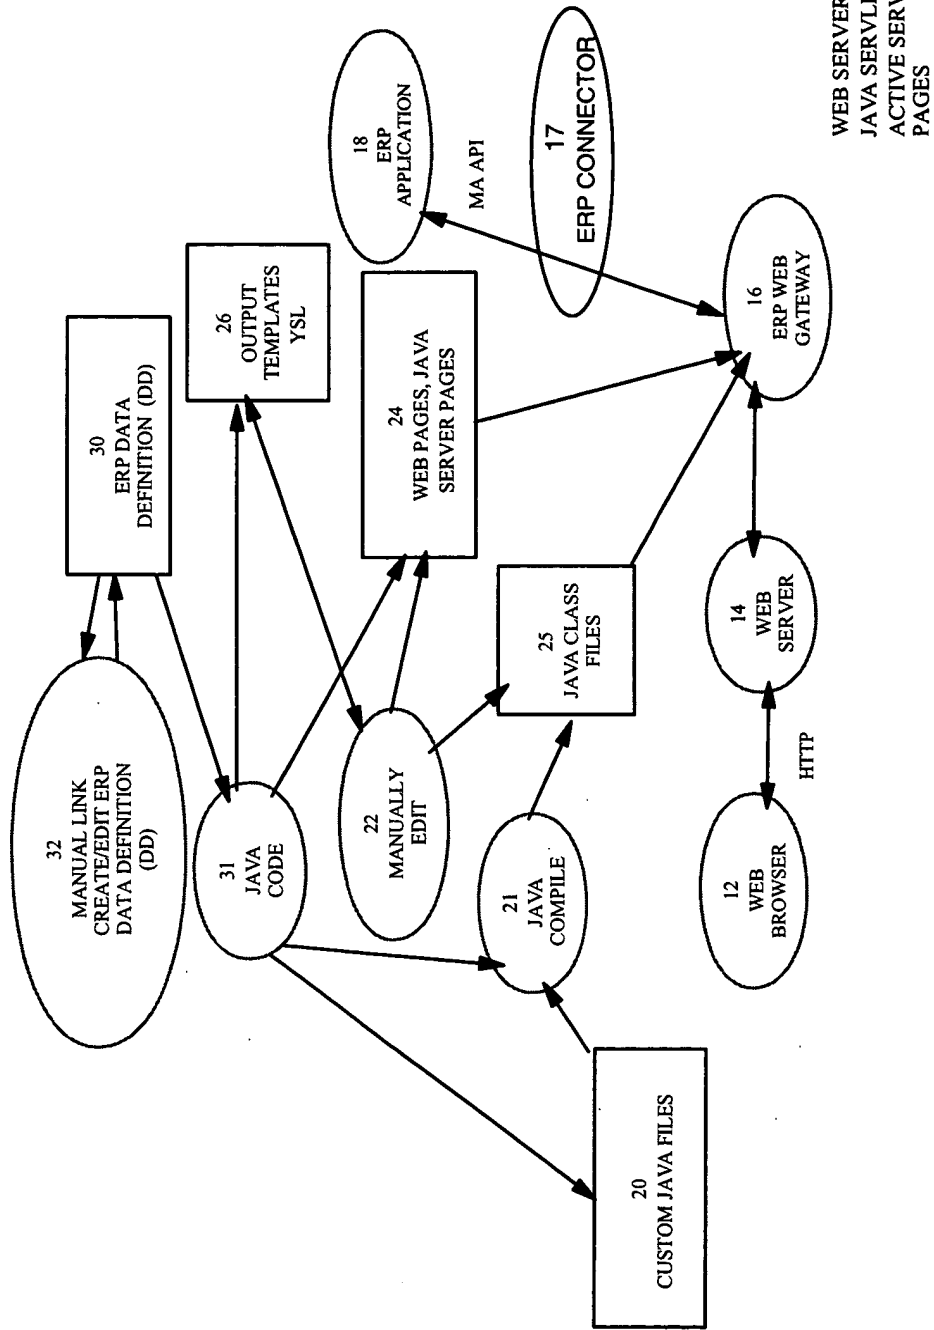 32
MANUAL LINK
CREATE/EDIT ERP
DATA DEFINITION
(DD)
30
ERP DATA
DEFINITION (DD)
31
JAVA
CODE
26
OUTPUT
TEMPLATES
YSL
22
MANUALLY
EDIT
24
WEB PAGES, JAVA
SERVER PAGES
18
ERP
APPLICATION
MA API
21
JAVA
COMPILE
25
JAVA CLASS
FILES
17
ERP CONNECTOR
20
CUSTOM JAVA FILES
12
WEB
BROWSER
HTTP
14
WEB
SERVER
16
ERP WEB
GATEWAY
WEB SERVER
JAVA SERVL
ACTIVE SERV
PAGES